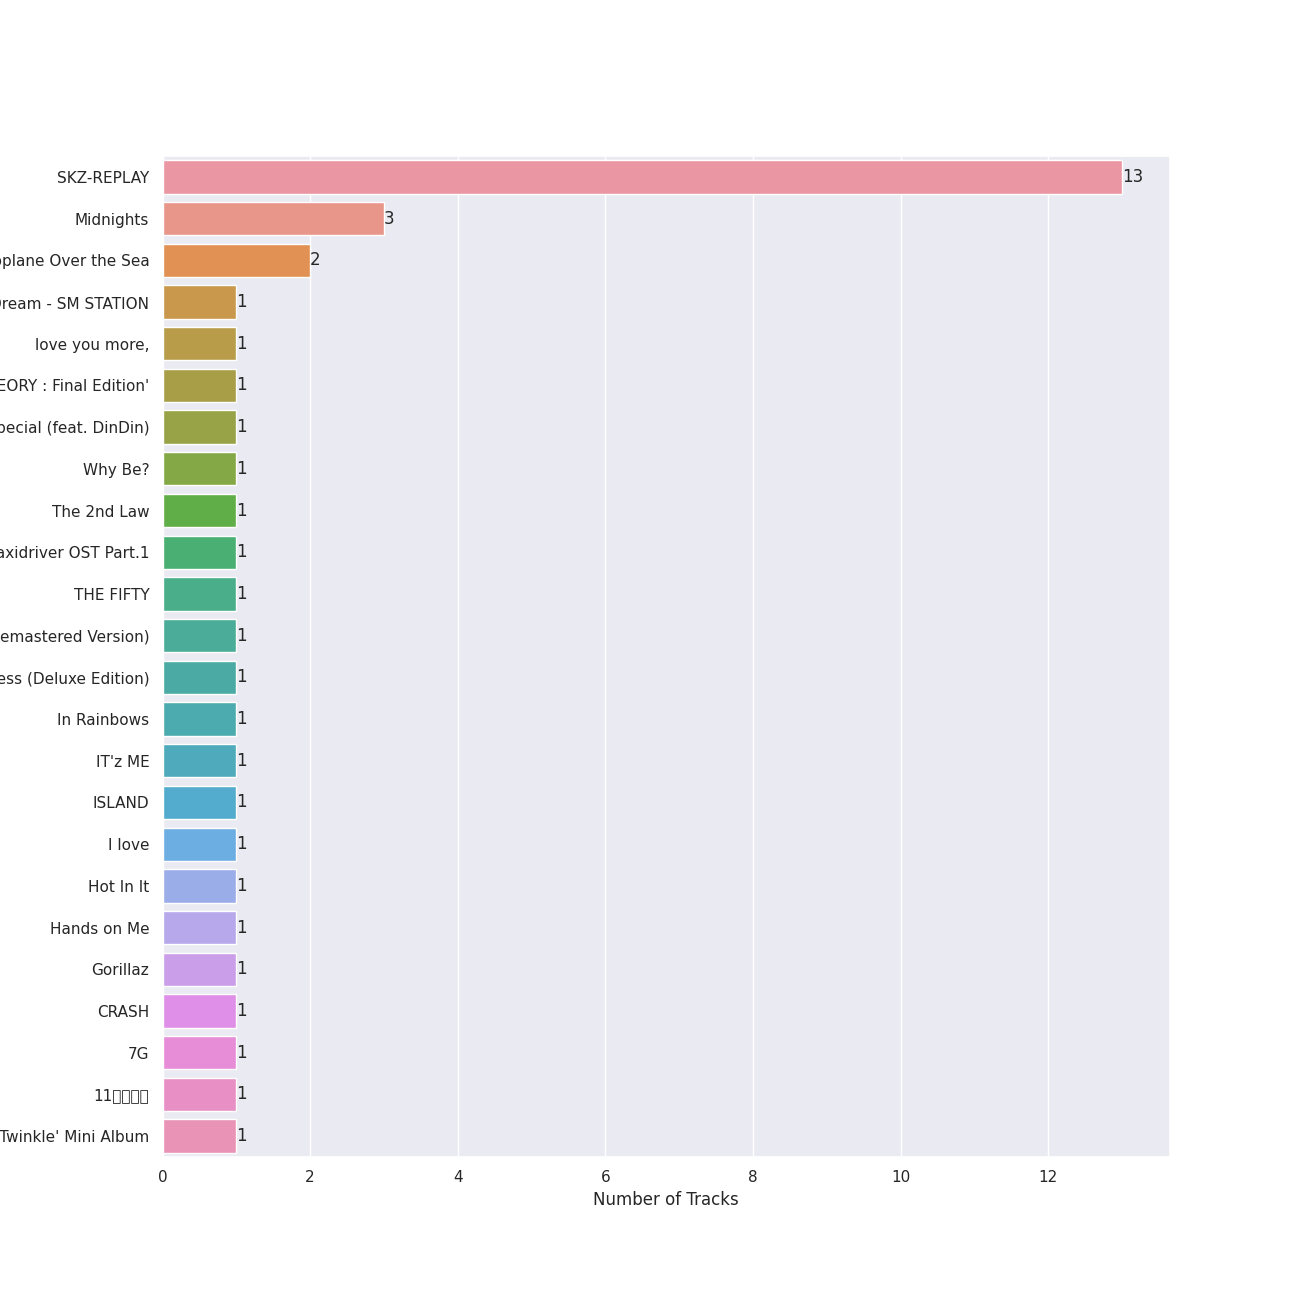 SKZ-REPLAY 13
Midnights 3
plane Over the Sea 2
ream - SM STATION 1
love you more, 1
EORY : Final Edition' 1
pecial (feat. DinDin) 1
Why Be? 1
The 2nd Law 1
axidriver OST Part.1 1
THE FIFTY 1
emastered Version) 1
ess (Deluxe Edition) 1
In Rainbows 1
IT'z ME 1
ISLAND 1
I love 1
Hot In It 1
Hands on Me 1
Gorillaz 1
CRASH 1
7G 1
11 1
Twinkle' Mini Album 1
0 2 4 6 8 10 12
Number of Tracks